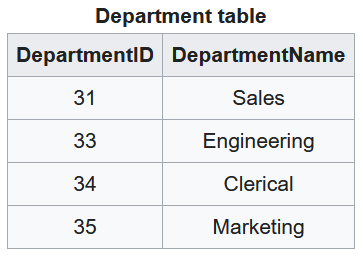 Department table
DepartmentID DepartmentName
31 Sales
33 Engineering
34 Clerical
35 Marketing